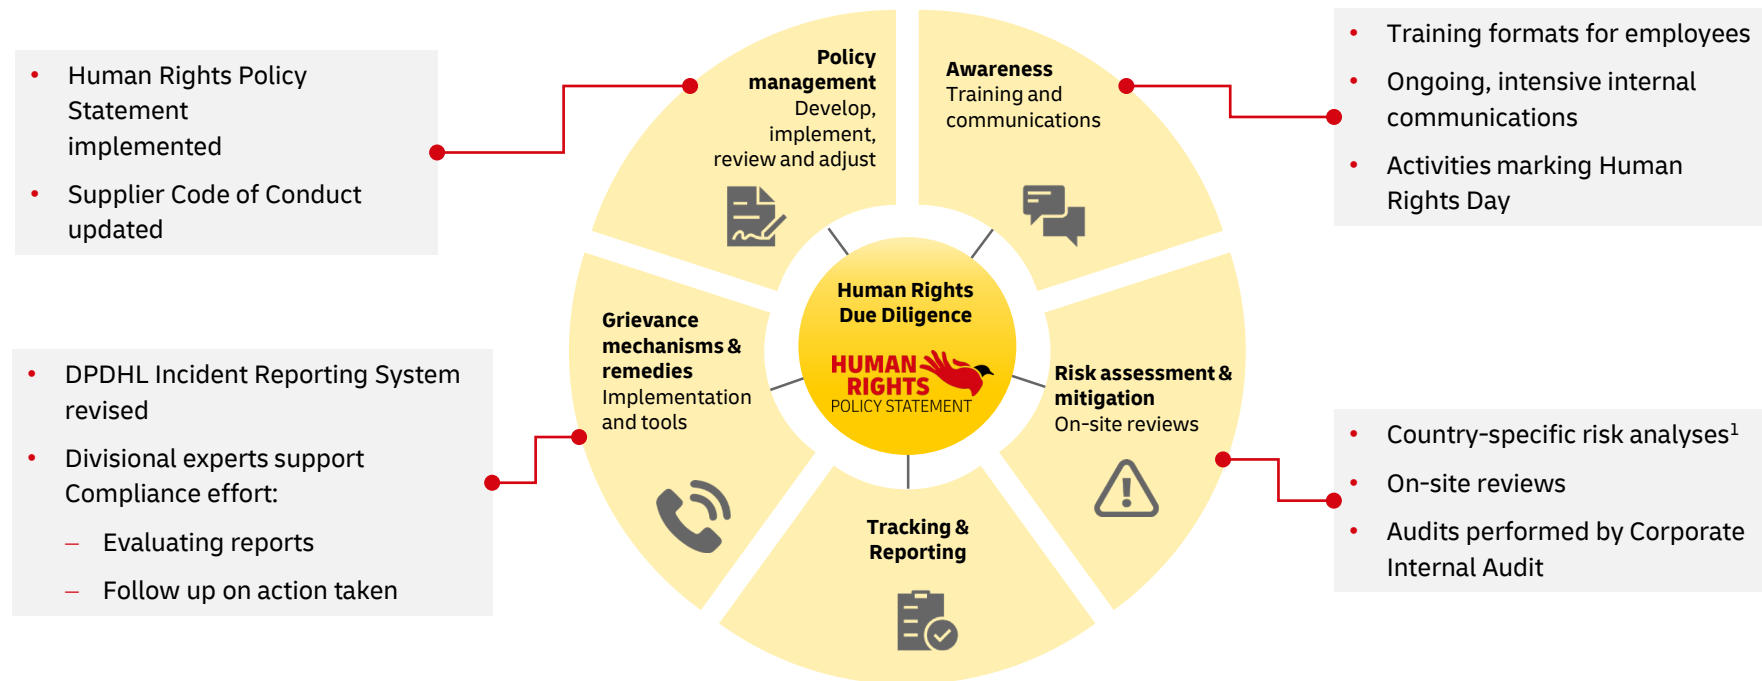 • Human Rights Policy
Statement
implemented
• Supplier Code of Conduct
updated
Policy
management
Develop,
implement,
review and adjust
Awareness
Training and
communications
• Training formats for employees
• Ongoing, intensive internal
communications
• Activities marking Human
Rights Day
Human Rights
Due Diligence
HUMAN
RIGHTS
POLICY STATEMENT
Grievance
mechanisms &
remedies
Implementation
and tools
• DPDHL Incident Reporting System
revised
• Divisional experts support
Compliance effort:
– Evaluating reports
– Follow up on action taken
Risk assessment &
mitigation
On-site reviews
• Country-specific risk analyses¹
• On-site reviews
• Audits performed by Corporate
Internal Audit
Tracking &
Reporting